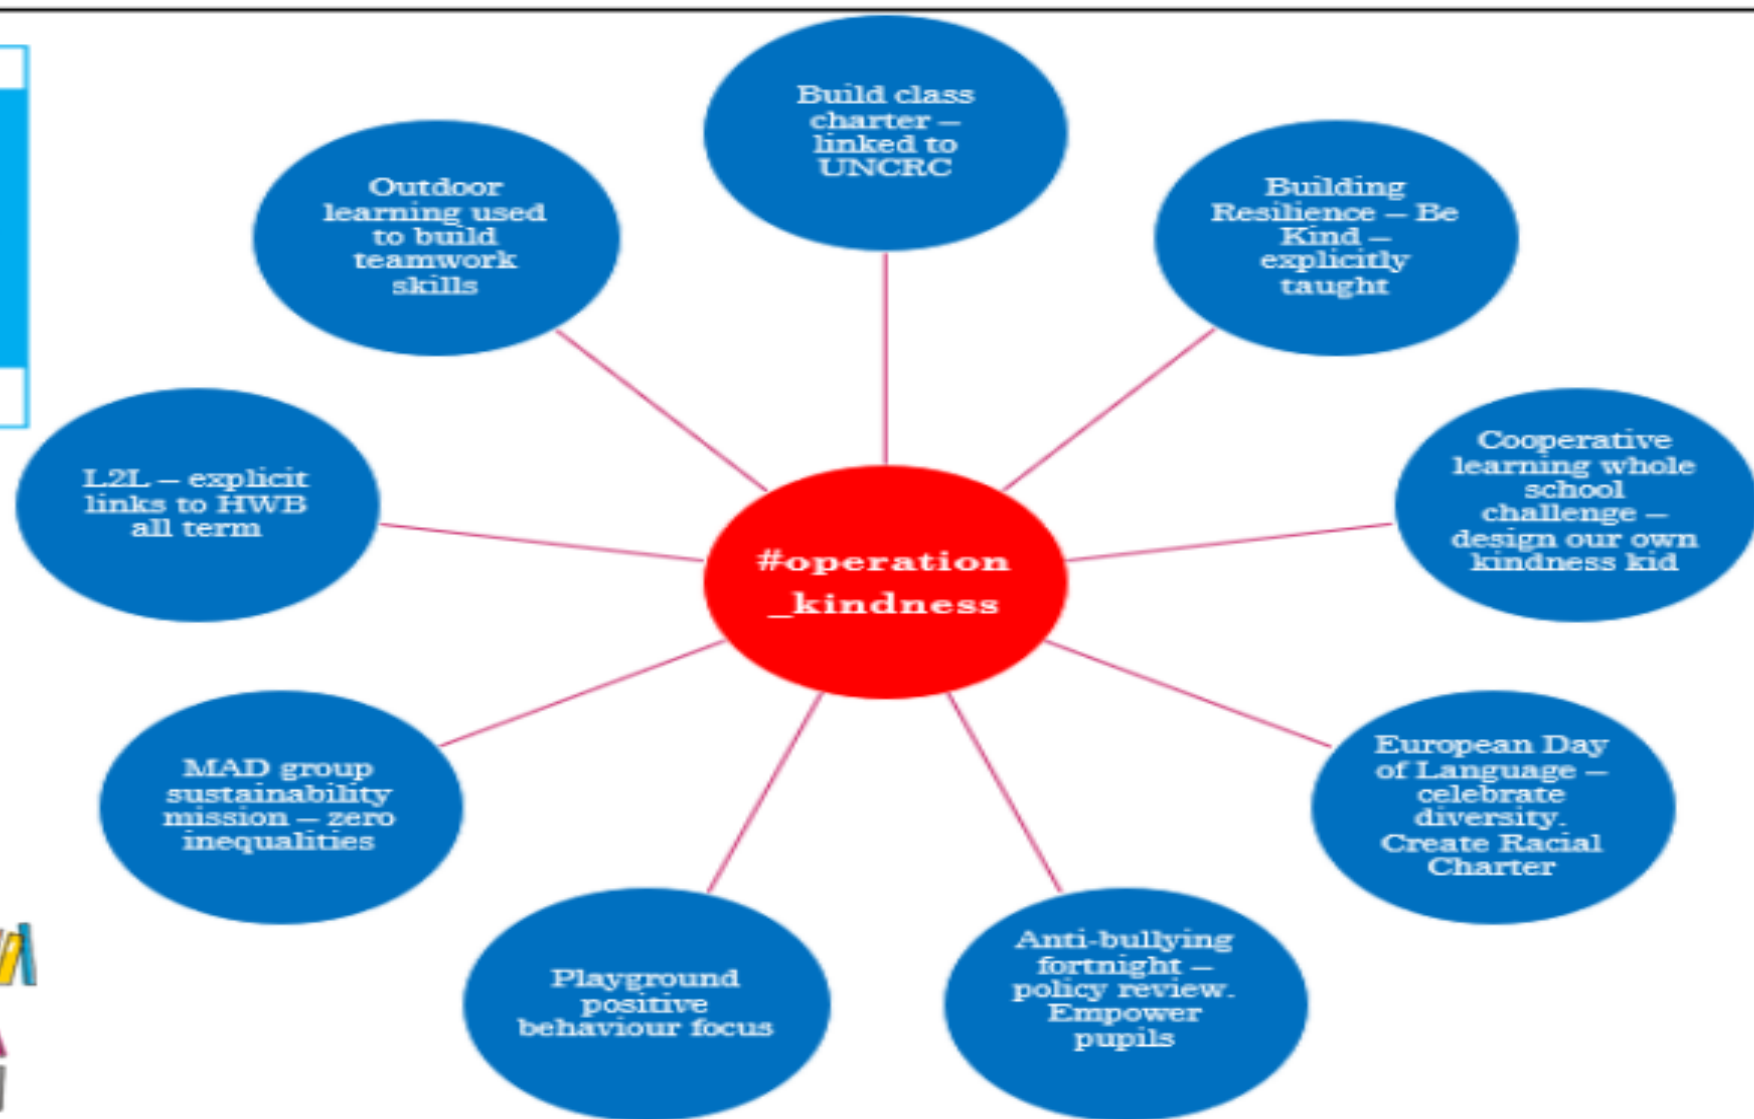 Build class
charter –
linked to
UNCRC
Outdoor
learning used
to build
teamwork
skills
Building
Resilience – Be
Kind –
explicitly
taught
L2L – explicit
links to HWB
all term
Cooperative
learning whole
school
challenge –
design our own
kindness kid
#operation
_kindness
MAD group
sustainability
mission – zero
inequalities
European Day
of Language –
celebrate
diversity.
Create Racial
Charter
Playground
positive
behaviour focus
Anti-bullying
fortnight –
policy review.
Empower
pupils